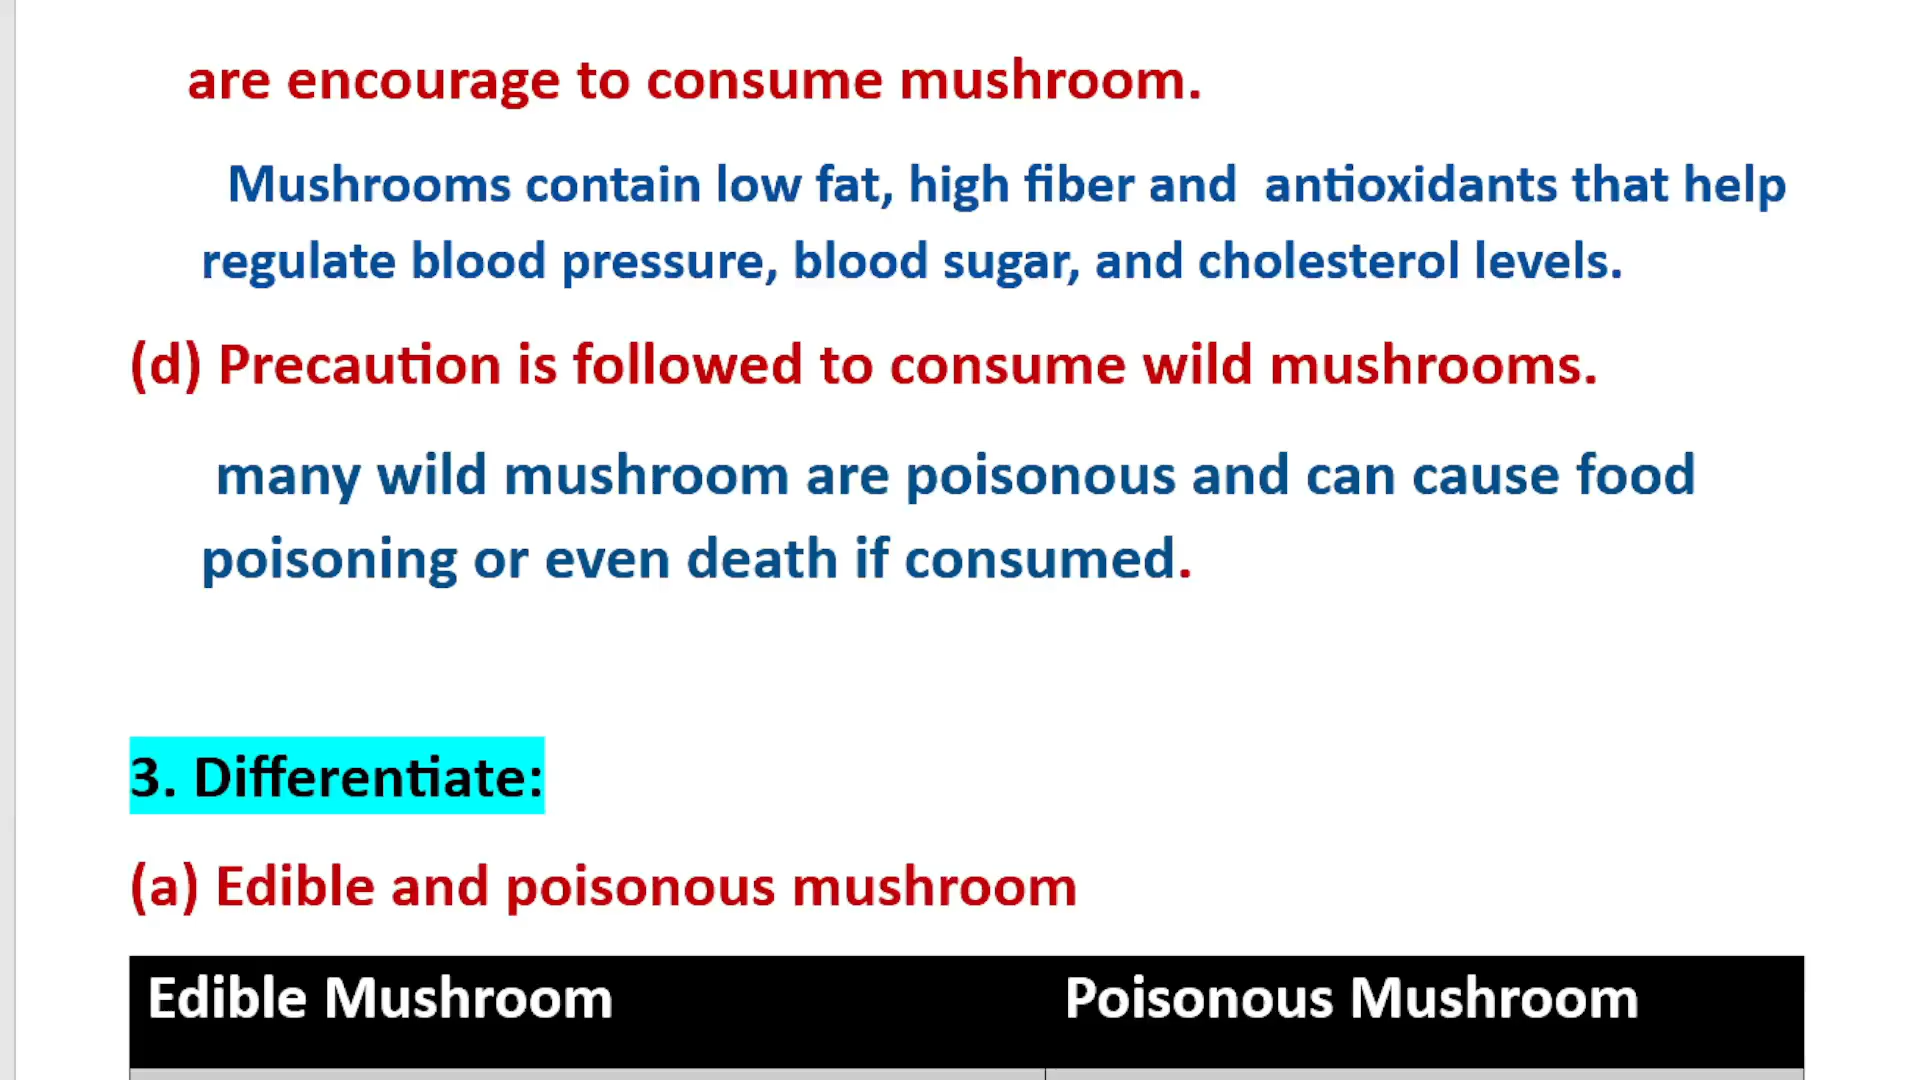 are encourage to consume mushroom.
Mushrooms contain low fat, high fiber and antioxidants that help
regulate blood pressure, blood sugar, and cholesterol levels.
(d) Precaution is followed to consume wild mushrooms.
many wild mushroom are poisonous and can cause food
poisoning or even death if consumed.
3. Differentiate:
(a) Edible and poisonous mushroom
Edible Mushroom Poisonous Mushroom